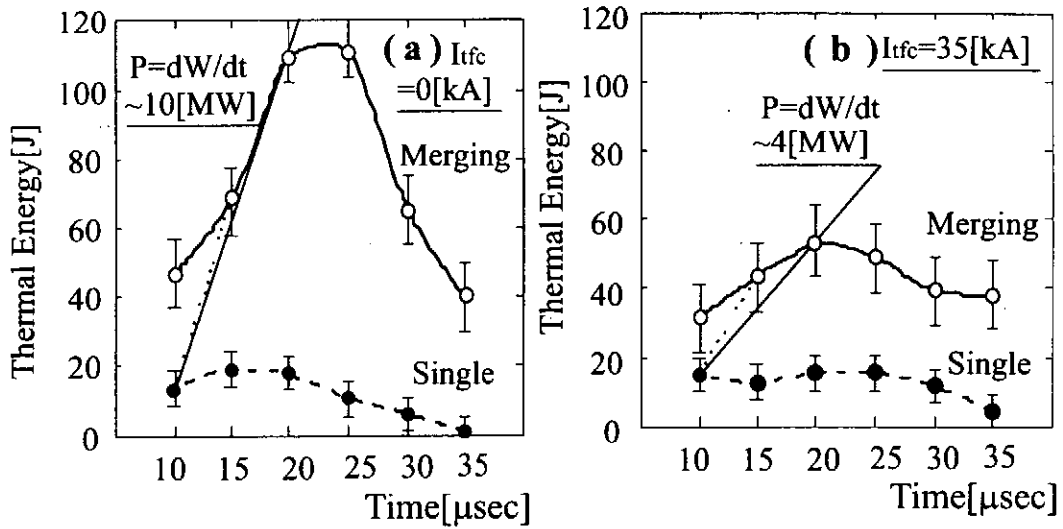 120
100
80
60
40
20
0
Thermal Energy[J]
(a) Itfc
=0[kA]
P=dW/dt
~10[MW]
Merging
Single
10 15 20 25 30 35
Time[μsec]
120
100
80
60
40
20
0
Thermal Energy[J]
(b) Itfc=35[kA]
P=dW/dt
~4[MW]
Merging
Single
10 15 20 25 30 35
Time[μsec]